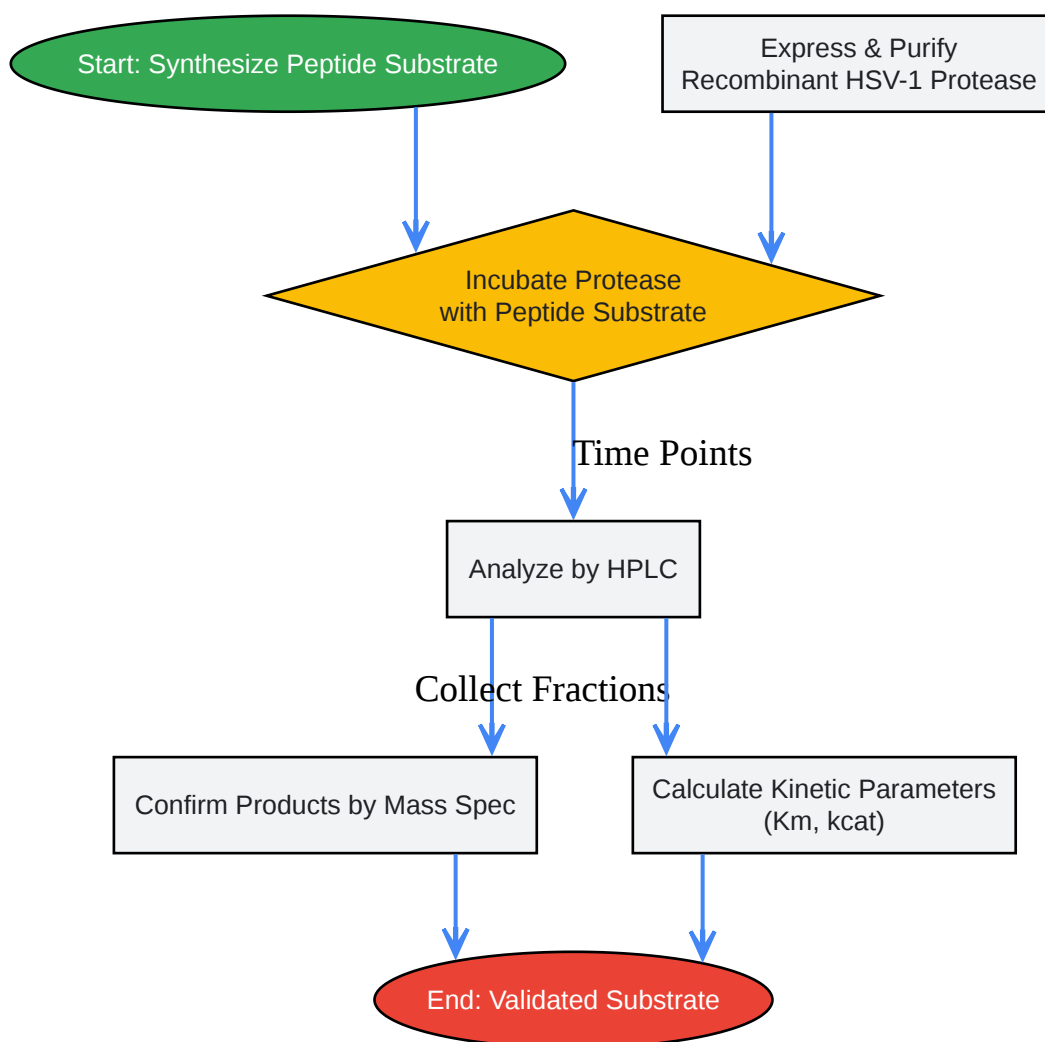 Start: Synthesize Peptide Substrate
Express & Purify
Recombinant HSV-1 Protease
Incubate Protease
with Peptide Substrate
Time Points
Analyze by HPLC
Collect Fractions
Confirm Products by Mass Spec
Calculate Kinetic Parameters
(Km, kcat)
End: Validated Substrate